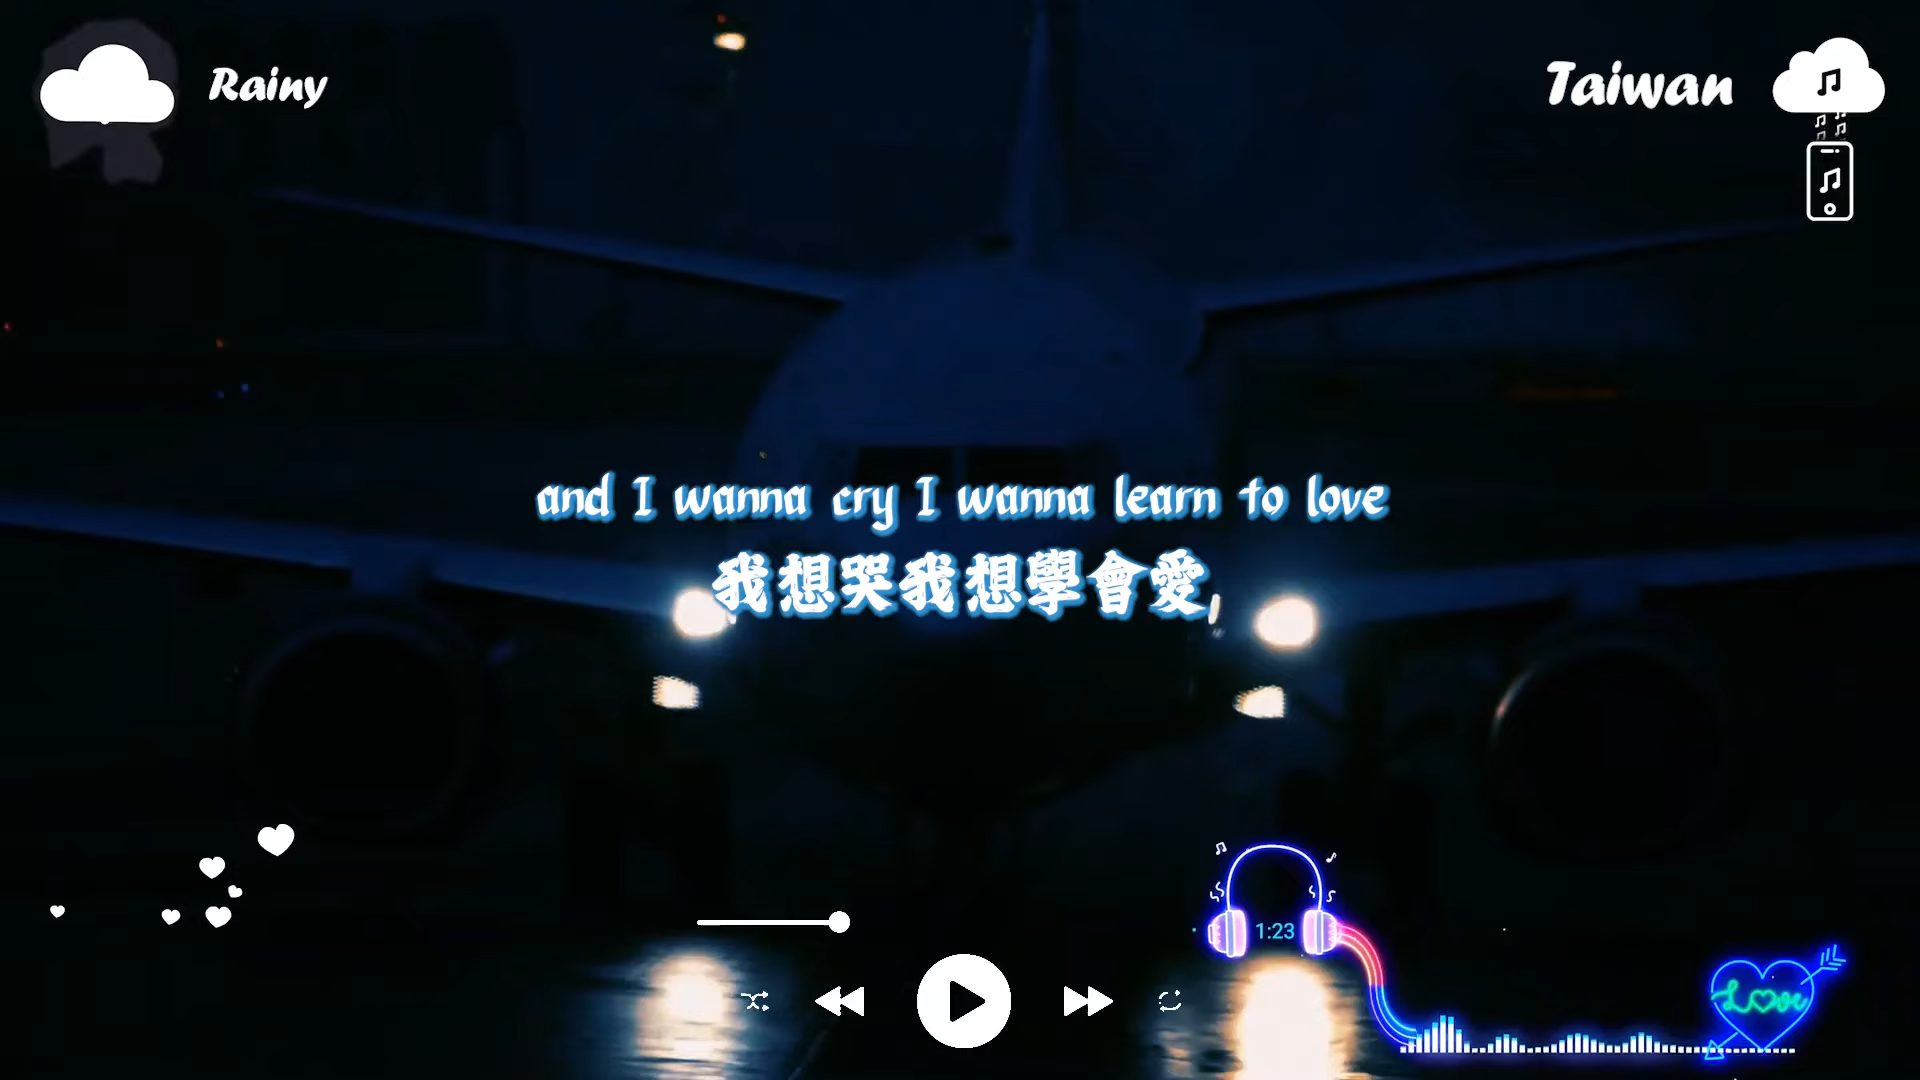 Rainy
Taiwan
and I wanna cry I wanna learn to love
我想哭我想學會愛
1:23
Love